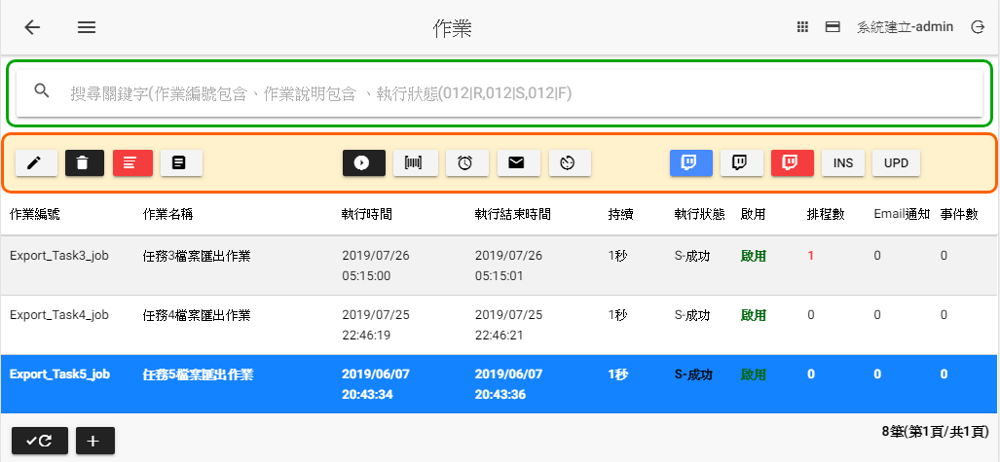 作業
系統建立-admin
搜尋關鍵字(作業編號包含、作業說明包含 、執行狀態(012|R,012|S,012|F)
INS UPD
作業編號 作業名稱 執行時間 執行結束時間 持續 執行狀態 啟用 排程數 Email通知 事件數
Export_Task3_job 任務3檔案匯出作業 2019/07/26 2019/07/26 1秒 S-成功 啟用 1 0 0
05:15:00 05:15:01
Export_Task4_job 任務4檔案匯出作業 2019/07/25 2019/07/25 1秒 S-成功 啟用 0 0 0
22:46:19 22:46:21
Export_Task5_job 任務5檔案匯出作業 2019/06/07 2019/06/07 1秒 S-成功 啟用 0 0 0
20:43:34 20:43:36
8筆(第1頁/共1頁)